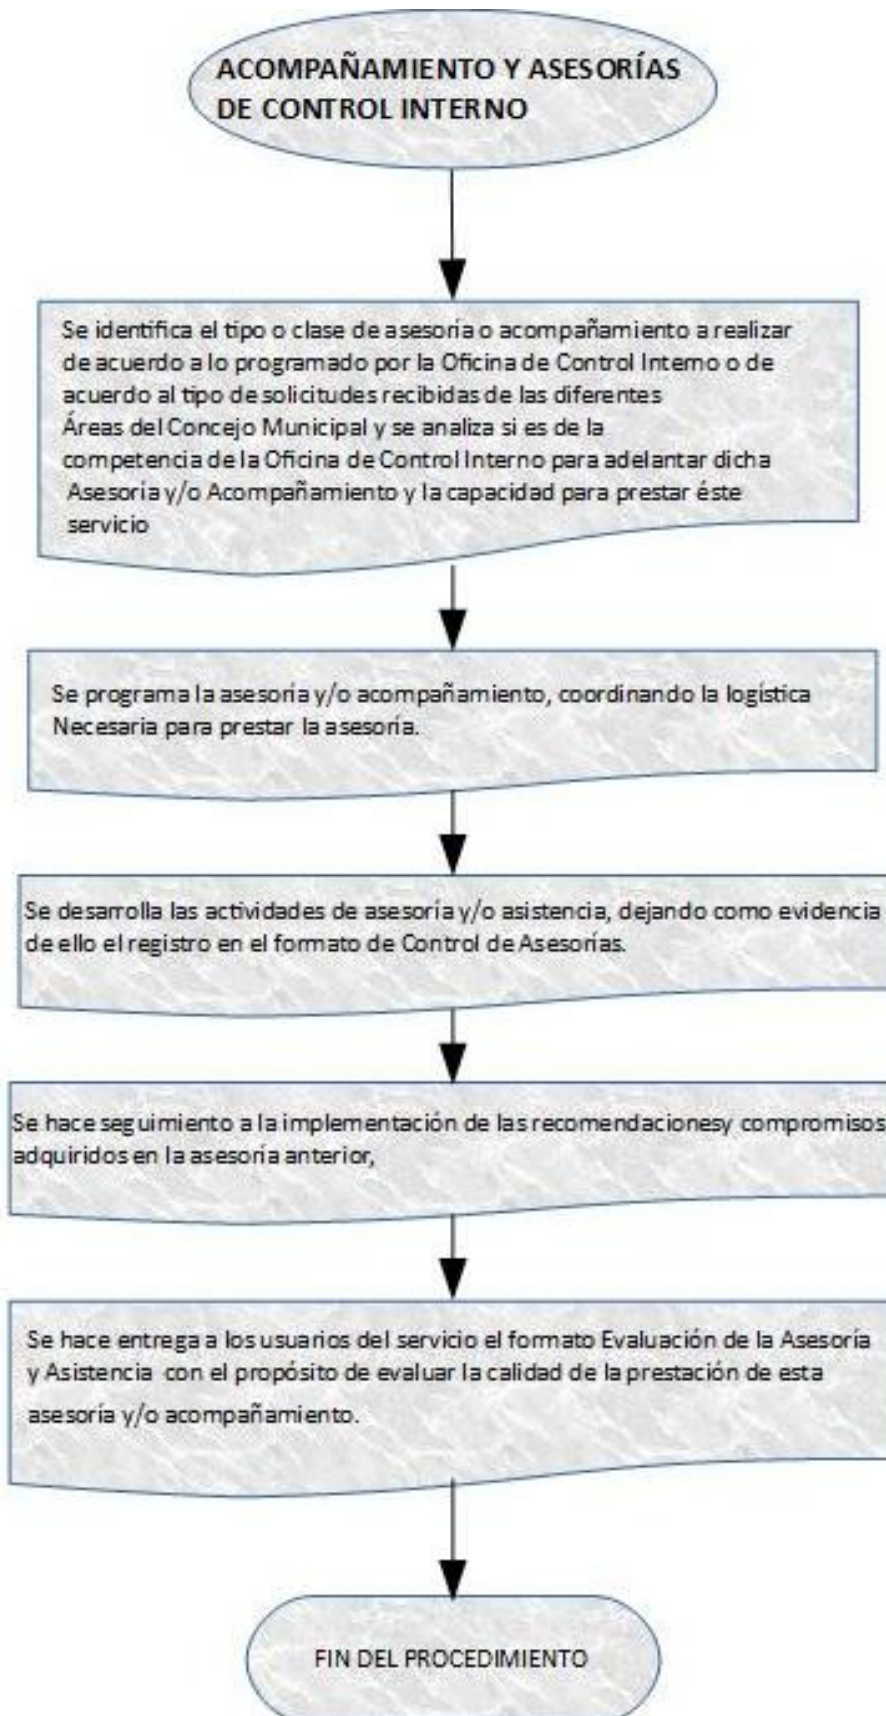 ACOMPAÑAMIENTO Y ASESORÍAS
DE CONTROL INTERNO
Se identifica el tipo o clase de asesoría o acompañamiento a realizar
de acuerdo a lo programado por la Oficina de Control Interno o de
acuerdo al tipo de solicitudes recibidas de las diferentes
Áreas del Concejo Municipal y se analiza si es de la
competencia de la Oficina de Control Interno para adelantar dicha
Asesoría y/o Acompañamiento y la capacidad para prestar éste
servicio
Se programa la asesoría y/o acompañamiento, coordinando la logística
Necesaria para prestar la asesoría.
Se desarrolla las actividades de asesoría y/o asistencia, dejando como evidencia
de ello el registro en el formato de Control de Asesorías.
Se hace seguimiento a la implementación de las recomendacionesy compromisos
adquiridos en la asesoría anterior,
Se hace entrega a los usuarios del servicio el formato Evaluación de la Asesoría
y Asistencia con el propósito de evaluar la calidad de la prestación de esta
asesoría y/o acompañamiento.
FIN DEL PROCEDIMIENTO